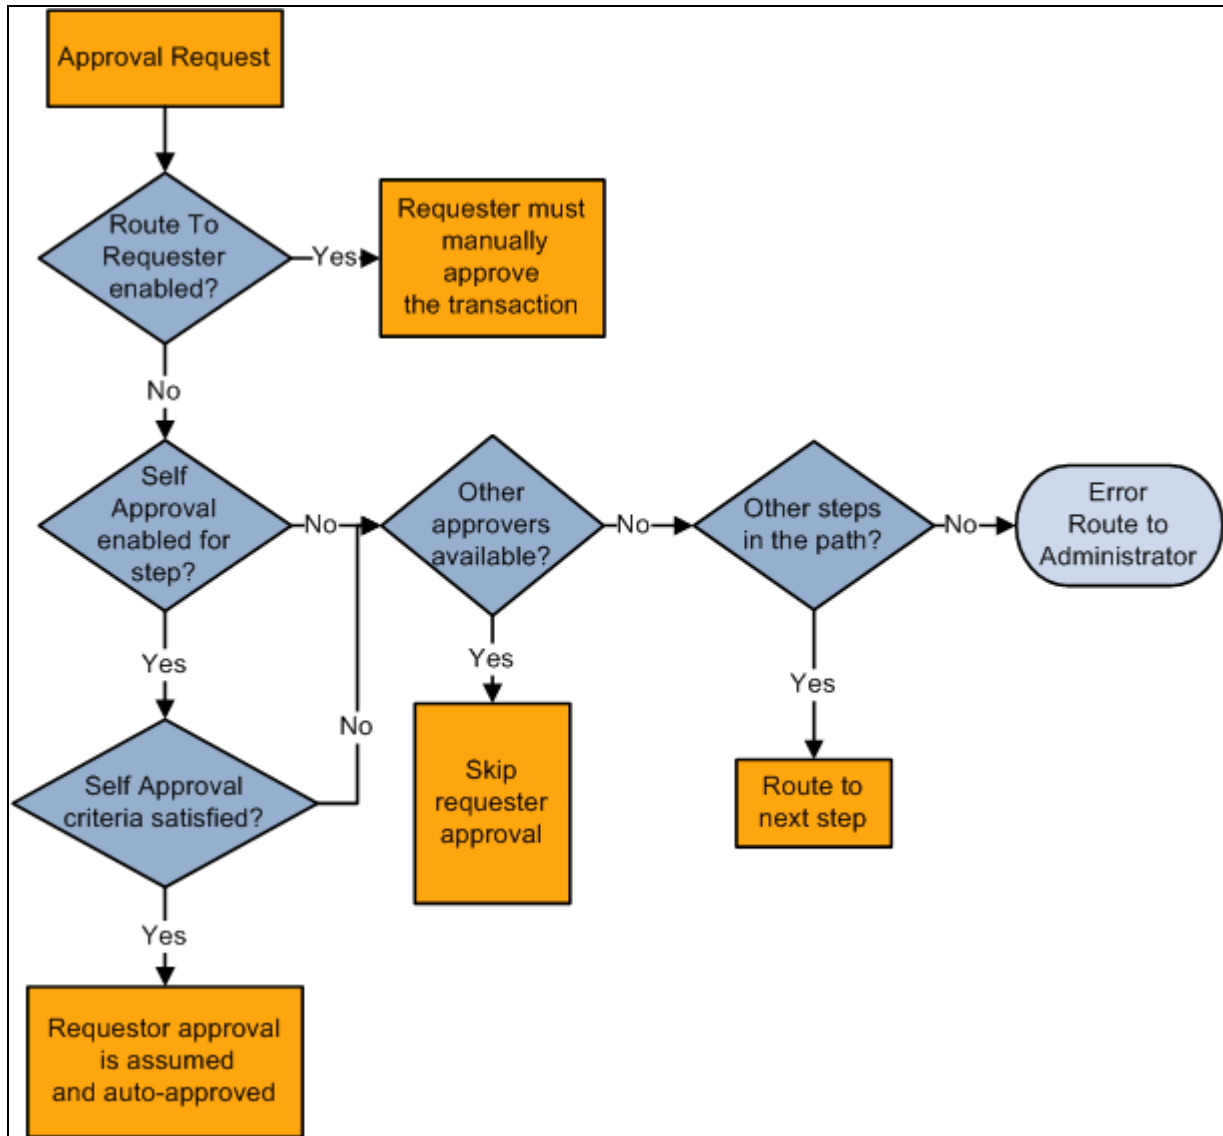 Approval Request
Route To
Requester
enabled?
Yes
Requester must
manually
approve
the transaction
No
Self
Approval
enabled for
step?
No
Other
approvers
available?
No
Other steps
in the path?
No
Error
Route to
Administrator
Yes
Yes
Yes
No
Self Approval
criteria satisfied?
Skip
requester
approval
Route to
next step
Yes
Requestor approval
is assumed
and auto-approved